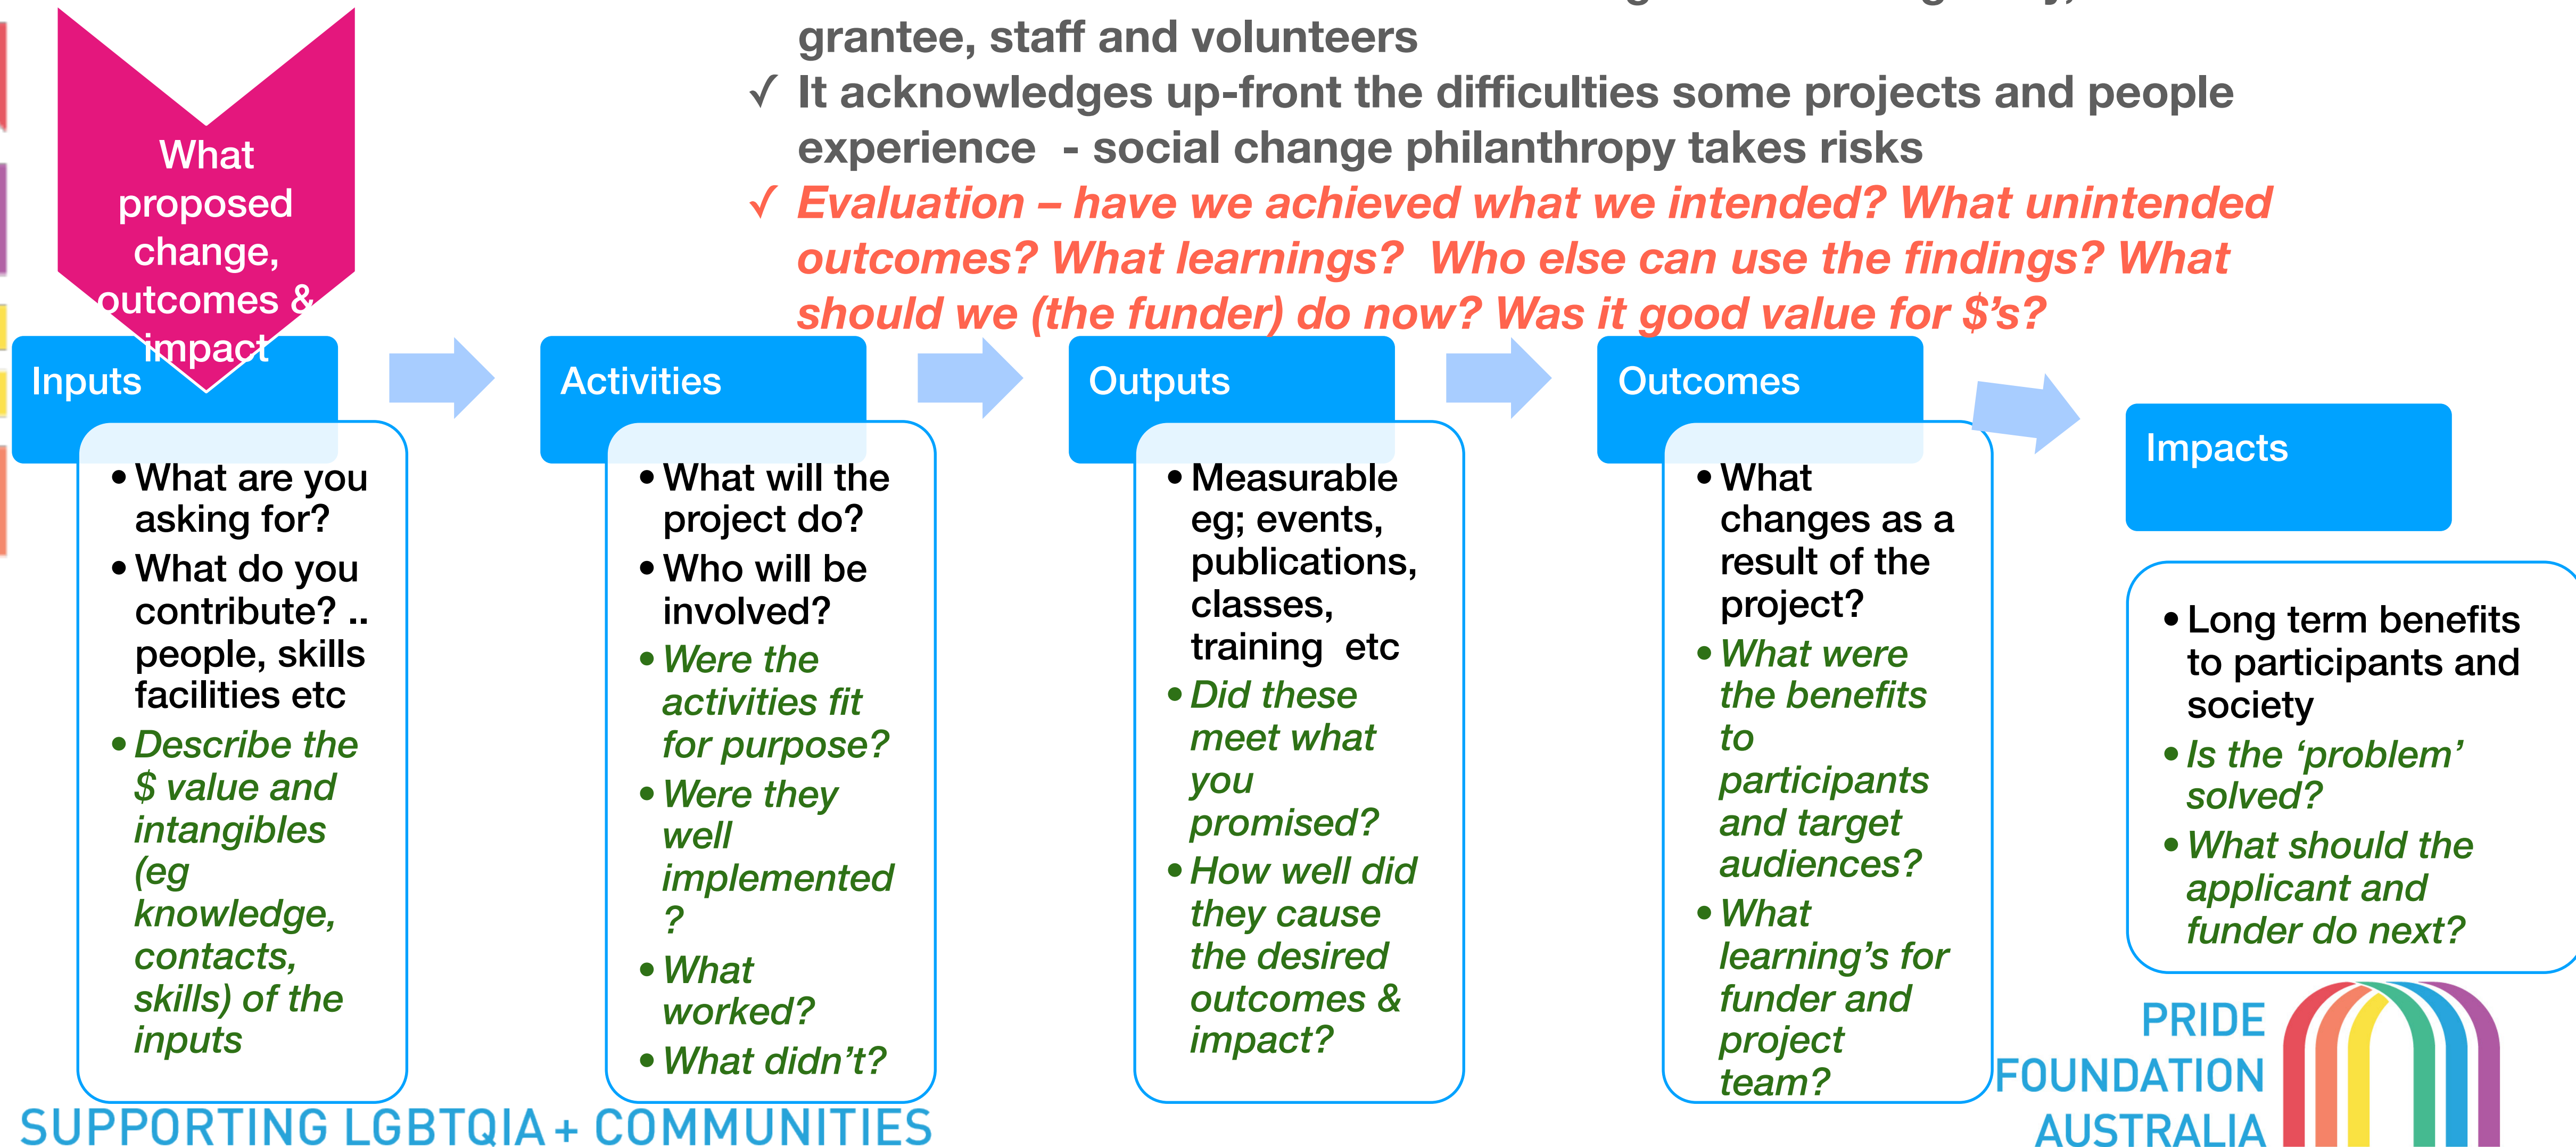 grantee, staff and volunteers
✓ It acknowledges up-front the difficulties some projects and people
experience - social change philanthropy takes risks
✓ Evaluation – have we achieved what we intended? What unintended
outcomes? What learnings? Who else can use the findings? What
should we (the funder) do now? Was it good value for $'s?
What
proposed
change,
outcomes &
impact
Inputs
• What are you
asking for?
• What do you
contribute? ..
people, skills
facilities etc
• Describe the
$ value and
intangibles
(eg
knowledge,
contacts,
skills) of the
inputs
Activities
• What will the
project do?
• Who will be
involved?
• Were the
activities fit
for purpose?
• Were they
well
implemented
?
• What
worked?
• What didn't?
Outputs
• Measurable
eg; events,
publications,
classes,
training etc
• Did these
meet what
you
promised?
• How well did
they cause
the desired
outcomes &
impact?
Outcomes
• What
changes as a
result of the
project?
• What were
the benefits
to
participants
and target
audiences?
• What
learning's for
funder and
project
team?
Impacts
• Long term benefits
to participants and
society
• Is the 'problem'
solved?
• What should the
applicant and
funder do next?
SUPPORTING LGBTQIA+ COMMUNITIES
PRIDE
FOUNDATION
AUSTRALIA